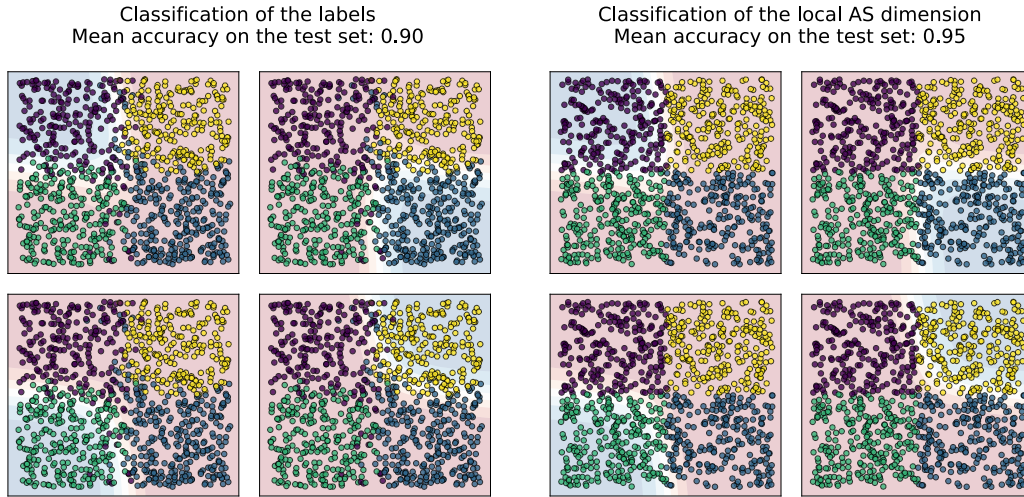 Classification of the labels
Mean accuracy on the test set: 0.90
Classification of the local AS dimension
Mean accuracy on the test set: 0.95